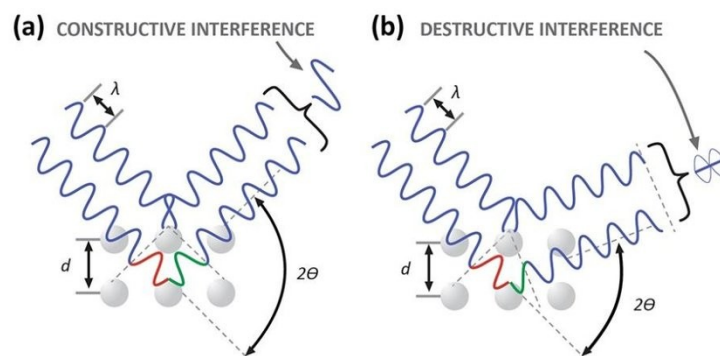 (a) CONSTRUCTIVE INTERFERENCE
λ
d
2Θ
(b) DESTRUCTIVE INTERFERENCE
λ
d
2Θ